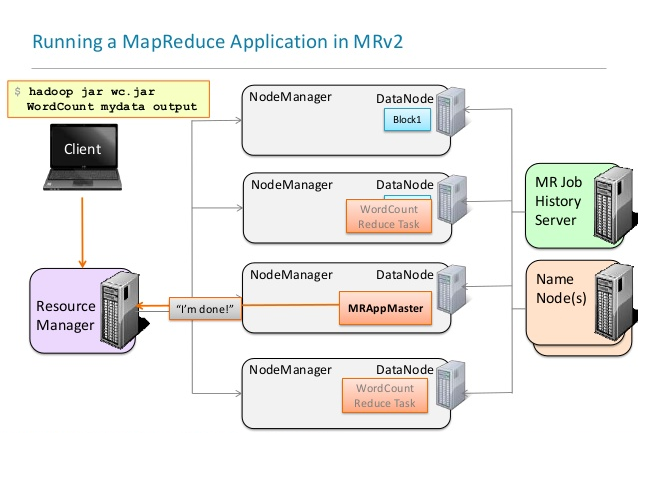 Running a MapReduce Application in MRv2
$ hadoop jar wc.jar
WordCount mydata output
Client
Resource
Manager
"I'm done!"
NodeManager
DataNode
Block1
NodeManager
DataNode
WordCount
Reduce Task
NodeManager
DataNode
MRAppMaster
NodeManager
DataNode
WordCount
Reduce Task
MR Job
History
Server
Name
Node(s)